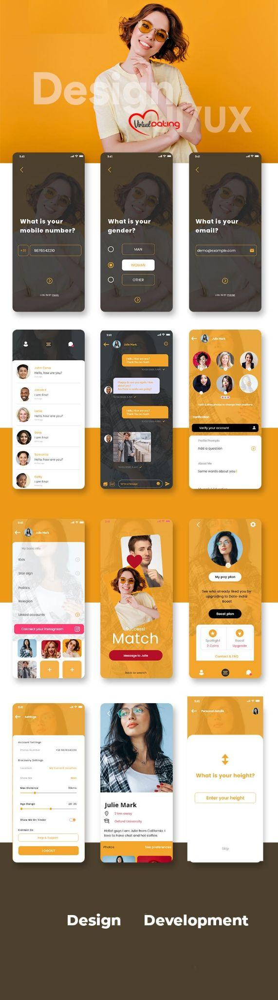 Design
UI/UX
Virtual Dating
9:41
What is your
mobile number?
+91
9876543210
LOG IN BY EMAIL
9:41
What is your
gender?
MAN
WOMAN
OTHER
9:41
What is your
email?
demo@example.com
LOG IN BY PHONE
John Cena
Hello, how are you?
Jacob K
I am fine!
Lania
Hello, how are you?
Sara
I am fine!
Samanta
Hello, how are you?
Katty
I am fine!
9:41
Julie Mark
Hello, How are you?
Thank You so much
10/02/2020, 5 AM
Happy to see you again. How
about you?
And how is works are going?
10/02/2020, 5 AM
Hello, How are you?
Thank You so much
10/02/2020, 5 AM
10/02/2020, 5 AM
GIF
Write a message
Julie Mark
Hold & drag photos to change their positions
Verification
Verify your account
Profile Prompts
Add a question
About Me
Some words about you !
My work & Education
9:41
Julie Mark
My basic info
Kids
Star sign
Politics
Relegion
Linked accounts
Connect your Instagraam
+
+
9:41
Success!
Match
Message to Julie
Back to search
My pay plan
See who already liked you by
upgrading to Date-India
Boost
Boost plan
Spotlight
2 Coins
Boost
Upgrade
Contact & FAQ
9:41
Settings
Account Settings
Phone Number
+91 9876543210
Discovery Settings
Location
My Current Location
Show Me
Man
Max Distance
10kms
Age Range
20-35
Show Me On Tinder
Contact Us
Help & Support
LOGOUT
Julie Mark
2 km away
Oxford University
Hello! guys I am Julie from California. I
love to have chat and hot coffee.
Photos
See preferences
9:41
Personal details
What is your height?
Enter your height
Skip
Design
Development